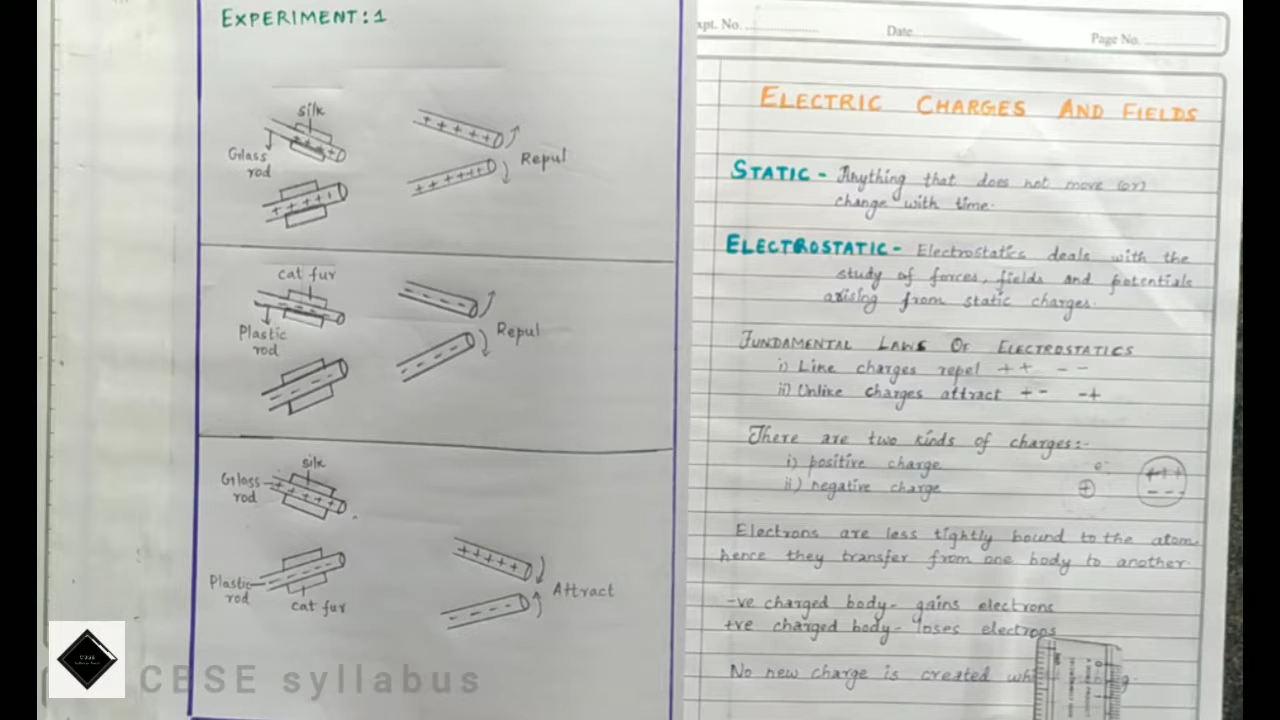 EXPERIMENT: 1
silk
Glass
rod
Repul
cat fur
Plastic
rod
Repul
silk
Glass
rod
Plastic
rod
cat fur
Attract
CBSE syllabus
CBSE
xpt. No.
Date
Page No.
ELECTRIC CHARGES AND FIELDS
STATIC - Anything that does not move (or)
change with time.
ELECTROSTATIC - Electrostatics deals with the
study of forces, fields and potentials
arising from static charges.
FUNDAMENTAL LAWS OF ELECTROSTATICS
i) Like charges repel ++ --
ii) Unlike charges attract +- -+
There are two kinds of charges:-
i) positive charge
ii) negative charge
e-
+
+++
---
Electrons are less tightly bound to the atom
hence they transfer from one body to another.
-ve charged body - gains electrons
+ve charged body - loses electrons
No new charge is created